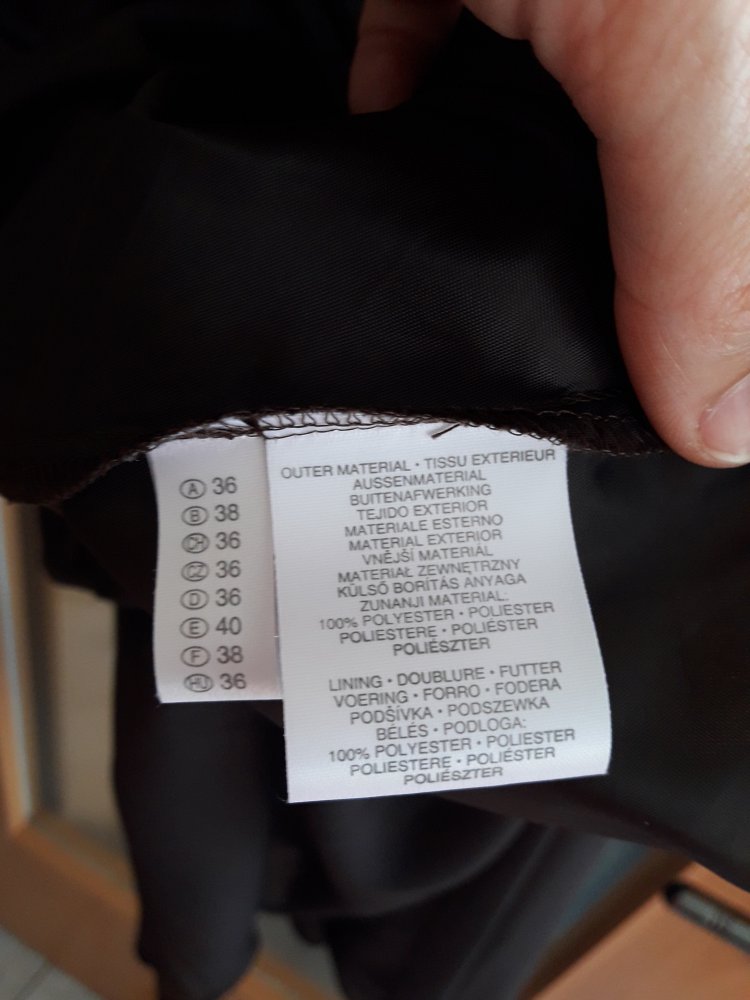 A 36
B 38
CH 36
CZ 36
D 36
E 40
F 38
HU 36
OUTER MATERIAL • TISSU EXTERIEUR
AUSSENMATERIAL
BUITENAFWERKING
TEJIDO EXTERIOR
MATERIALE ESTERNO
MATERIAL EXTERIOR
VNĚJŠÍ MATERIÁL
MATERIAŁ ZEWNĘTRZNY
KÜLSŐ BORÍTÁS ANYAGA
ZUNANJI MATERIAL:
100% POLYESTER • POLIESTER
POLIESTERE • POLIÉSTER
POLIÉSZTER
LINING • DOUBLURE • FUTTER
VOERING • FORRO • FODERA
PODŠÍVKA • PODSZEWKA
BÉLÉS • PODLOGA:
100% POLYESTER • POLIESTER
POLIESTERE • POLIÉSTER
POLIÉSZTER